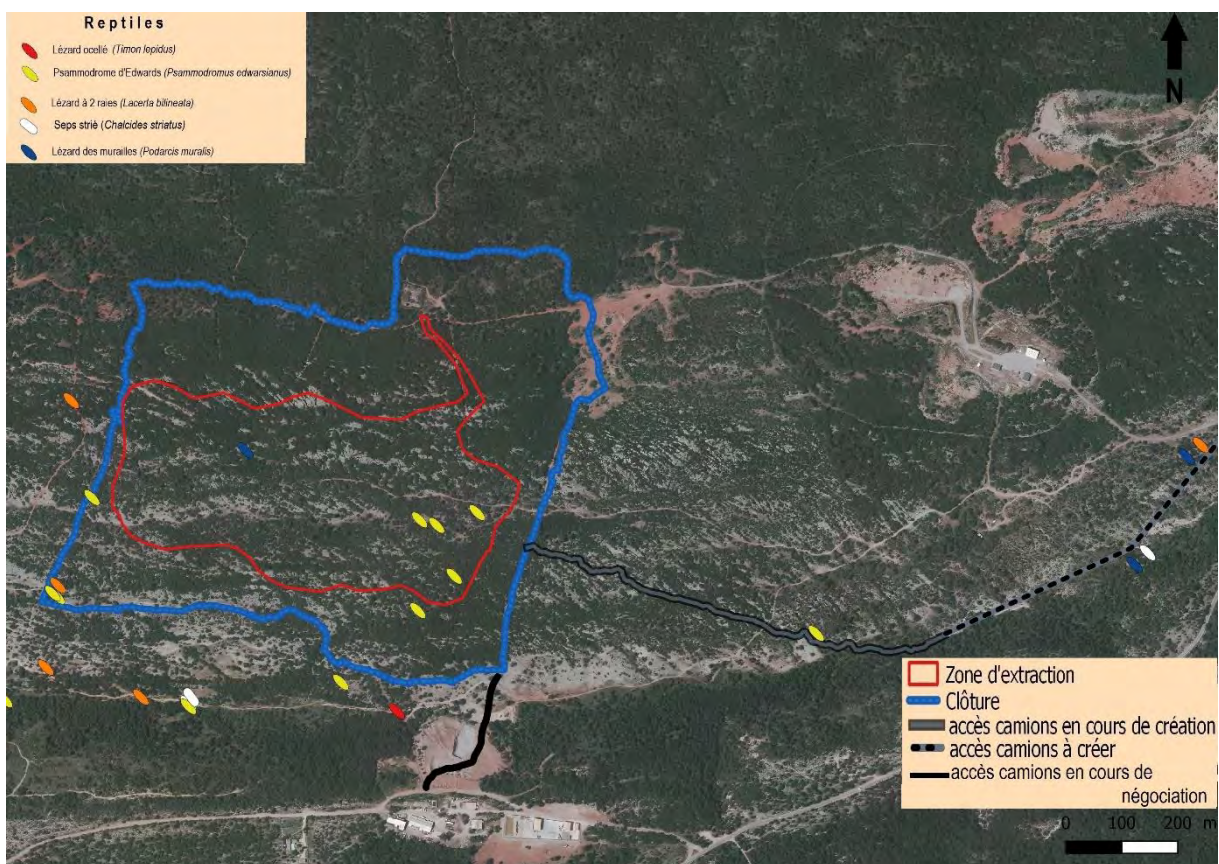 Reptiles
Lézard ocellé (Timon lepidus)
Psammodrome d'Edwards (Psammodromus edwarsianus)
Lézard à 2 raies (Lacerta bilineata)
Seps strié (Chalcides striatus)
Lézard des murailles (Podarcis muralis)
N
Zone d'extraction
Clôture
accès camions en cours de création
accès camions à créer
accès camions en cours de
négociation
0 100 200 m